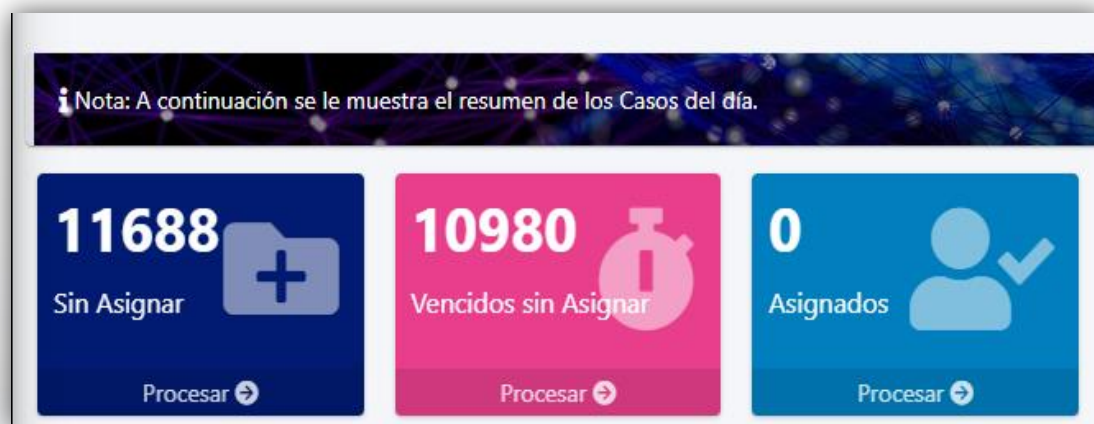 Nota: A continuación se le muestra el resumen de los Casos del día.
11688
Sin Asignar
Procesar
10980
Vencidos sin Asignar
Procesar
0
Asignados
Procesar